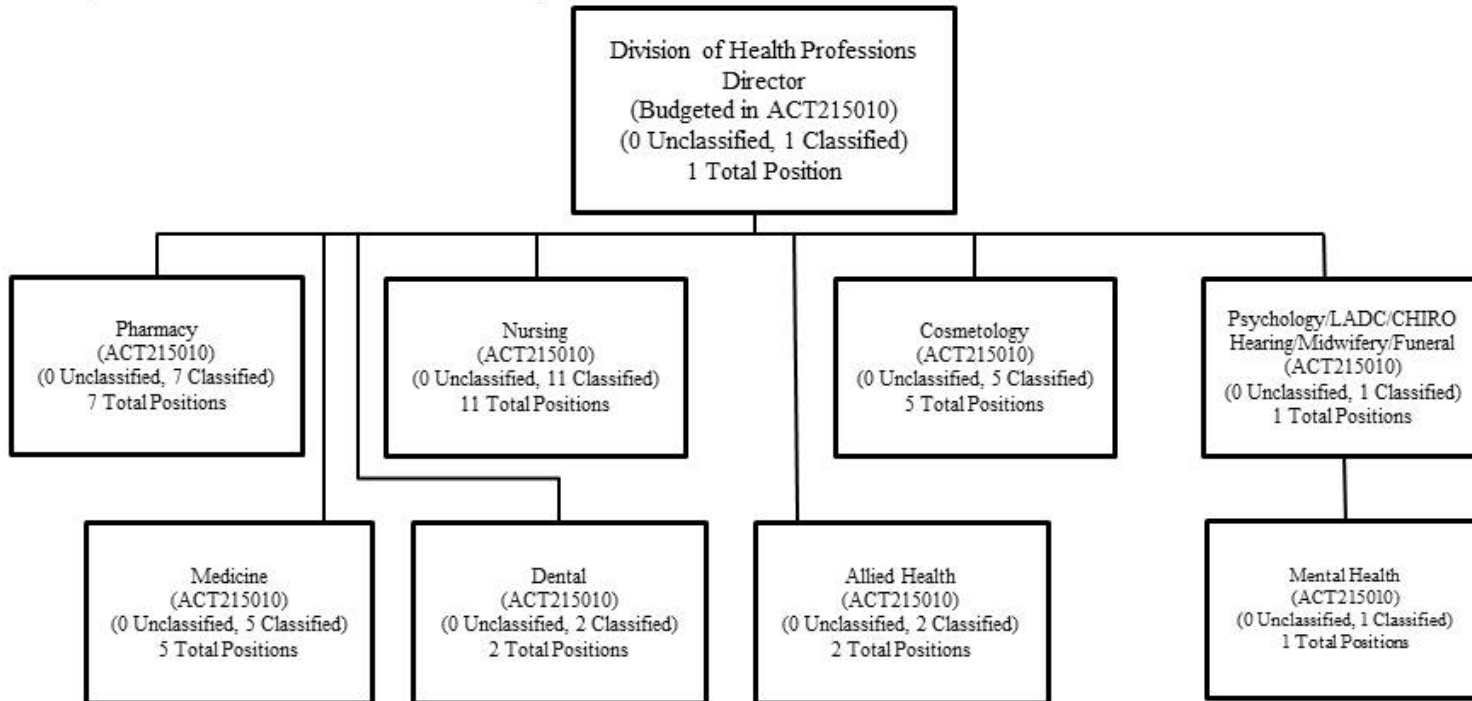 Division of Health Professions
Director
(Budgeted in ACT215010)
(0 Unclassified, 1 Classified)
1 Total Position
Pharmacy
(ACT215010)
(0 Unclassified, 7 Classified)
7 Total Positions
Nursing
(ACT215010)
(0 Unclassified, 11 Classified)
11 Total Positions
Cosmetology
(ACT215010)
(0 Unclassified, 5 Classified)
5 Total Positions
Psychology/LADC/CHIRO
Hearing/Midwifery/Funeral
(ACT215010)
(0 Unclassified, 1 Classified)
1 Total Positions
Medicine
(ACT215010)
(0 Unclassified, 5 Classified)
5 Total Positions
Dental
(ACT215010)
(0 Unclassified, 2 Classified)
2 Total Positions
Allied Health
(ACT215010)
(0 Unclassified, 2 Classified)
2 Total Positions
Mental Health
(ACT215010)
(0 Unclassified, 1 Classified)
1 Total Positions